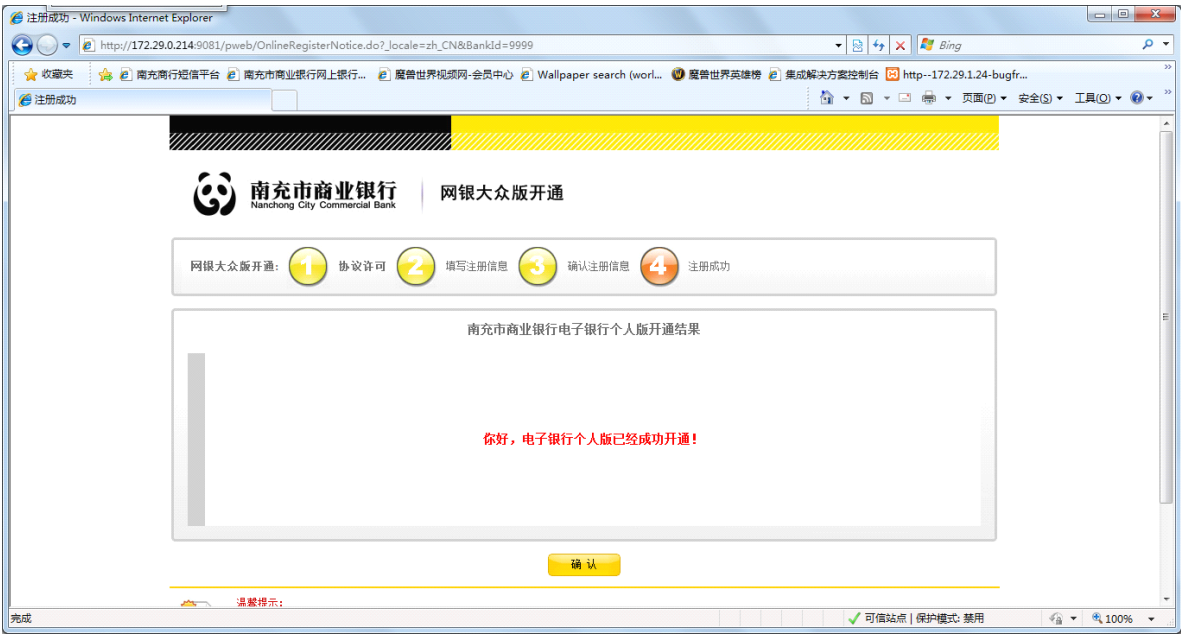 注册成功 - Windows Internet Explorer
http://172.29.0.214:9081/pweb/OnlineRegisterNotice.do?_locale=zh_CN&BankId=9999
Bing
收藏夹 南充商行短信平台 南充市商业银行网上银行... 魔兽世界视频网-会员中心 Wallpaper search (worl... 魔兽世界英雄榜 集成解决方案控制台 http--172.29.1.24-bugfr...
注册成功 页面(P) 安全(S) 工具(O)
南充市商业银行 网银大众版开通
Nanchong City Commercial Bank
网银大众版开通: 1 协议许可 2 填写注册信息 3 确认注册信息 4 注册成功
南充市商业银行电子银行个人版开通结果
你好，电子银行个人版已经成功开通！
确 认
温馨提示:
完成 可信站点 | 保护模式: 禁用 100%